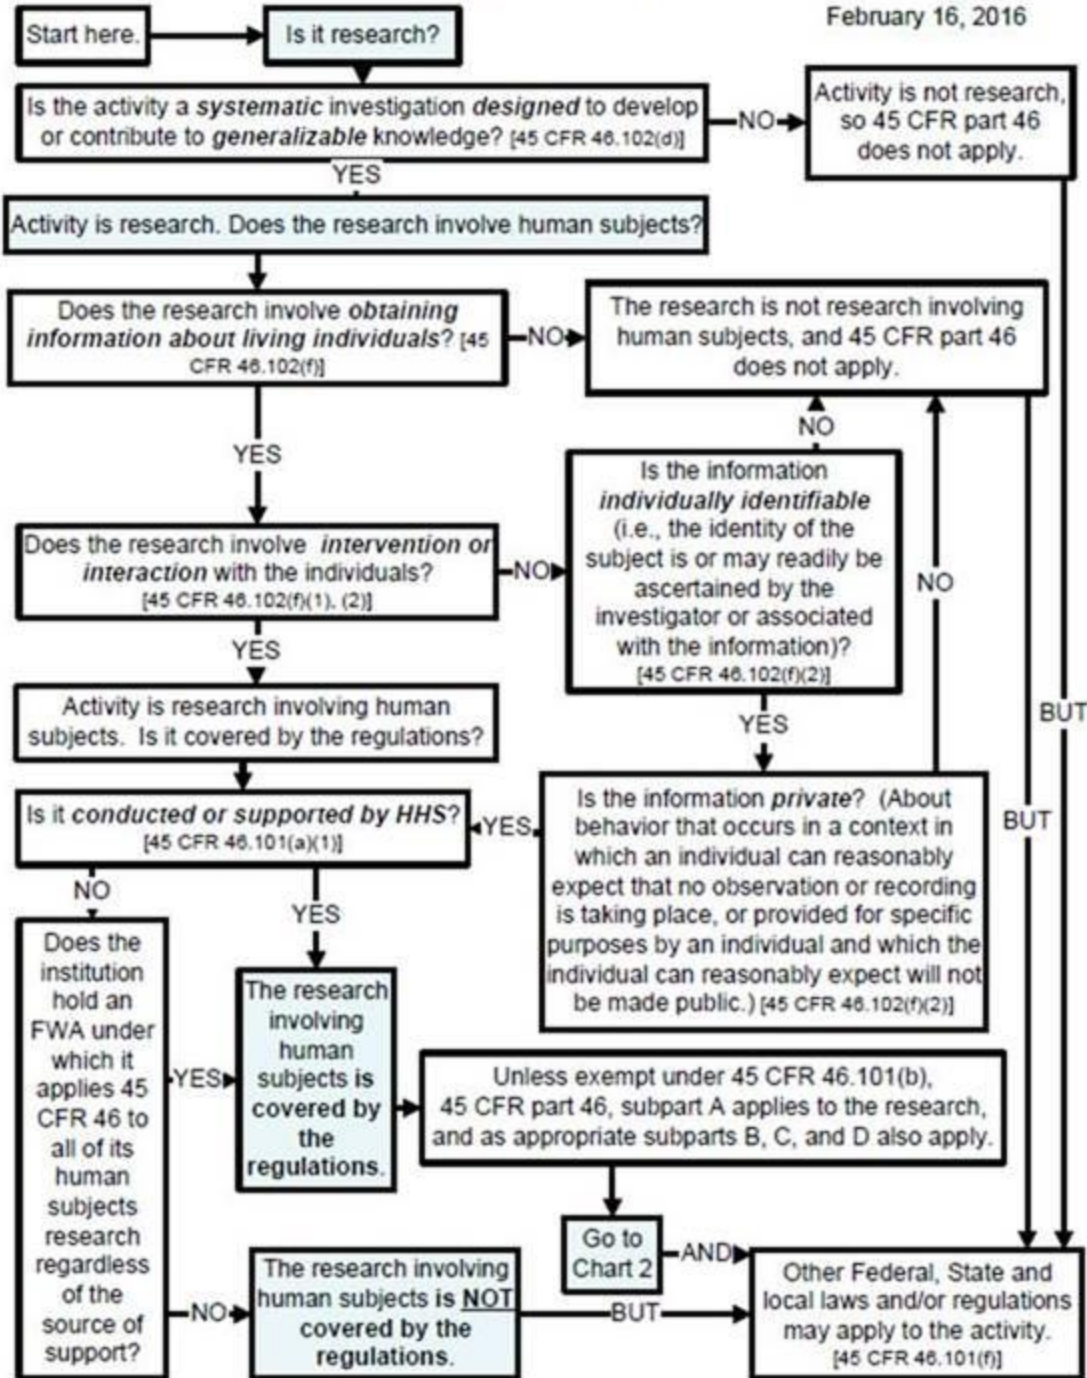 February 16, 2016
Start here.
Is it research?
Is the activity a systematic investigation designed to develop
or contribute to generalizable knowledge? [45 CFR 46.102(d)]
NO
Activity is not research,
so 45 CFR part 46
does not apply.
YES
Activity is research. Does the research involve human subjects?
Does the research involve obtaining
information about living individuals? [45
CFR 46.102(f)]
NO
The research is not research involving
human subjects, and 45 CFR part 46
does not apply.
YES
NO
Is the information
individually identifiable
(i.e., the identity of the
subject is or may readily be
ascertained by the
investigator or associated
with the information)?
[45 CFR 46.102(f)(2)]
Does the research involve intervention or
interaction with the individuals?
[45 CFR 46.102(f)(1), (2)]
NO
NO
YES
YES
BUT
Activity is research involving human
subjects. Is it covered by the regulations?
Is it conducted or supported by HHS?
[45 CFR 46.101(a)(1)]
YES
Is the information private? (About
behavior that occurs in a context in
which an individual can reasonably
expect that no observation or recording
is taking place, or provided for specific
purposes by an individual and which the
individual can reasonably expect will not
be made public.) [45 CFR 46.102(f)(2)]
BUT
NO
YES
Does the
institution
hold an
FWA under
which it
applies 45
CFR 46 to
all of its
human
subjects
research
regardless
of the
source of
support?
YES
The research
involving
human
subjects is
covered by
the
regulations.
Unless exempt under 45 CFR 46.101(b),
45 CFR part 46, subpart A applies to the research,
and as appropriate subparts B, C, and D also apply.
Go to
Chart 2
AND
NO
The research involving
human subjects is NOT
covered by the
regulations.
BUT
Other Federal, State and
local laws and/or regulations
may apply to the activity.
[45 CFR 46.101(f)]